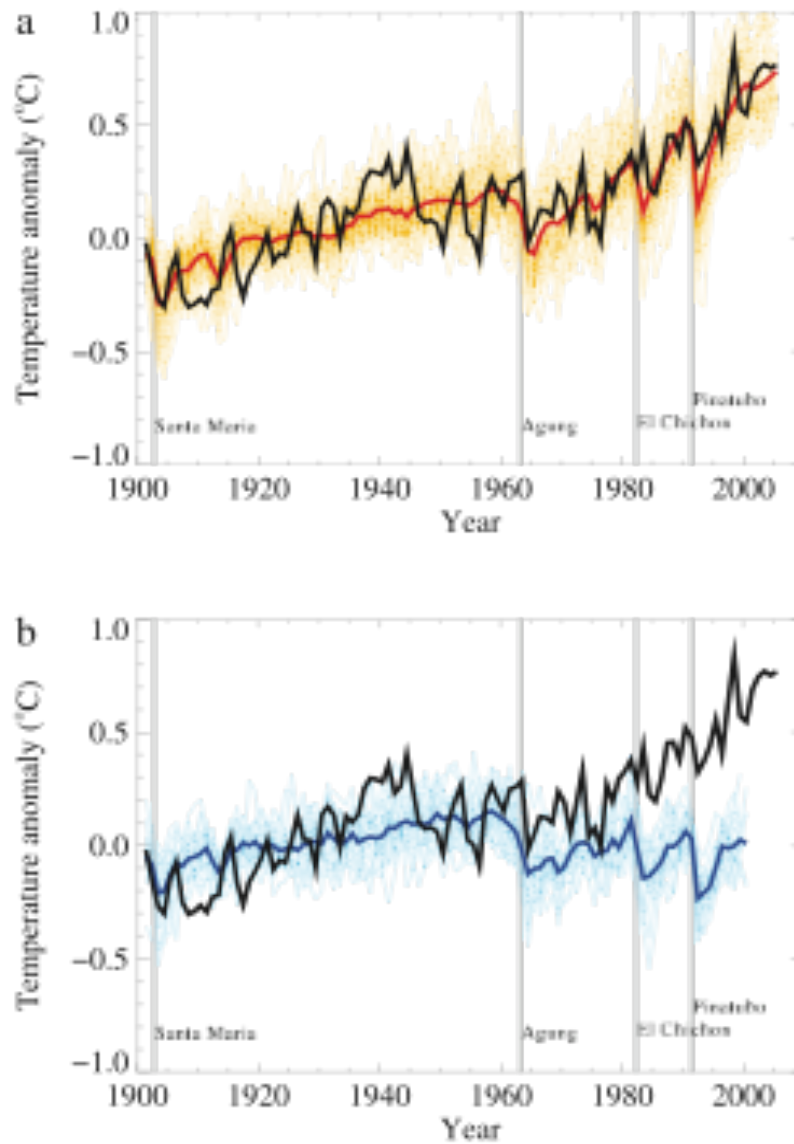 a
Temperature anomaly (°C)
1.0
0.5
0.0
−0.5
−1.0
Santa Maria
Agung
El Chichon
Pinatubo
1900 1920 1940 1960 1980 2000
Year
b
Temperature anomaly (°C)
1.0
0.5
0.0
−0.5
−1.0
Santa Maria
Agung
El Chichon
Pinatubo
1900 1920 1940 1960 1980 2000
Year